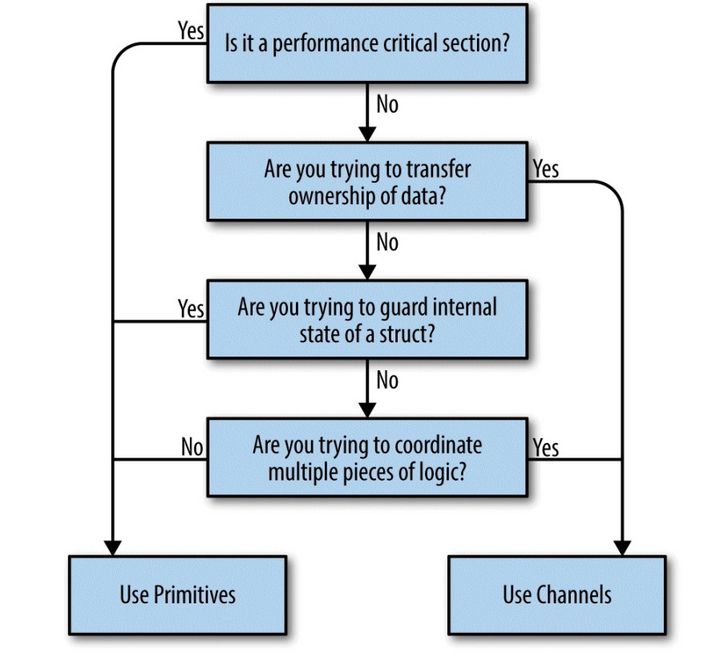 Yes
Is it a performance critical section?
No
Are you trying to transfer
ownership of data?
Yes
No
Yes
Are you trying to guard internal
state of a struct?
No
No
Are you trying to coordinate
multiple pieces of logic?
Yes
Use Primitives
Use Channels